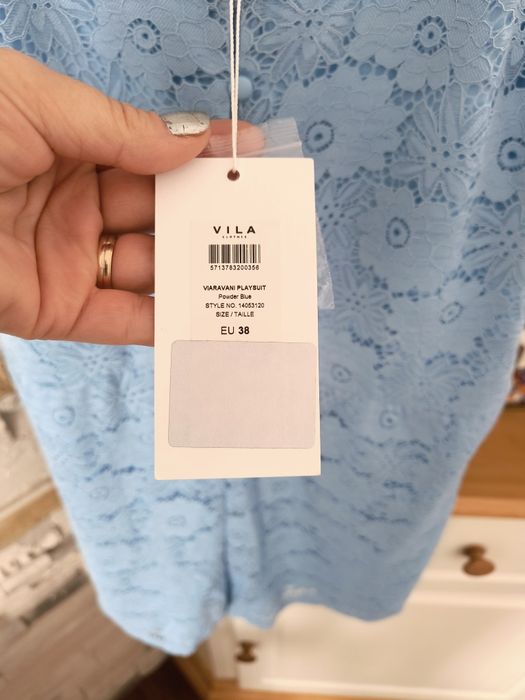 VILA
CLOTHES
5713783200356
VIARAVANI PLAYSUIT
Powder Blue
STYLE NO. 14053120
SIZE / TAILLE
EU 38